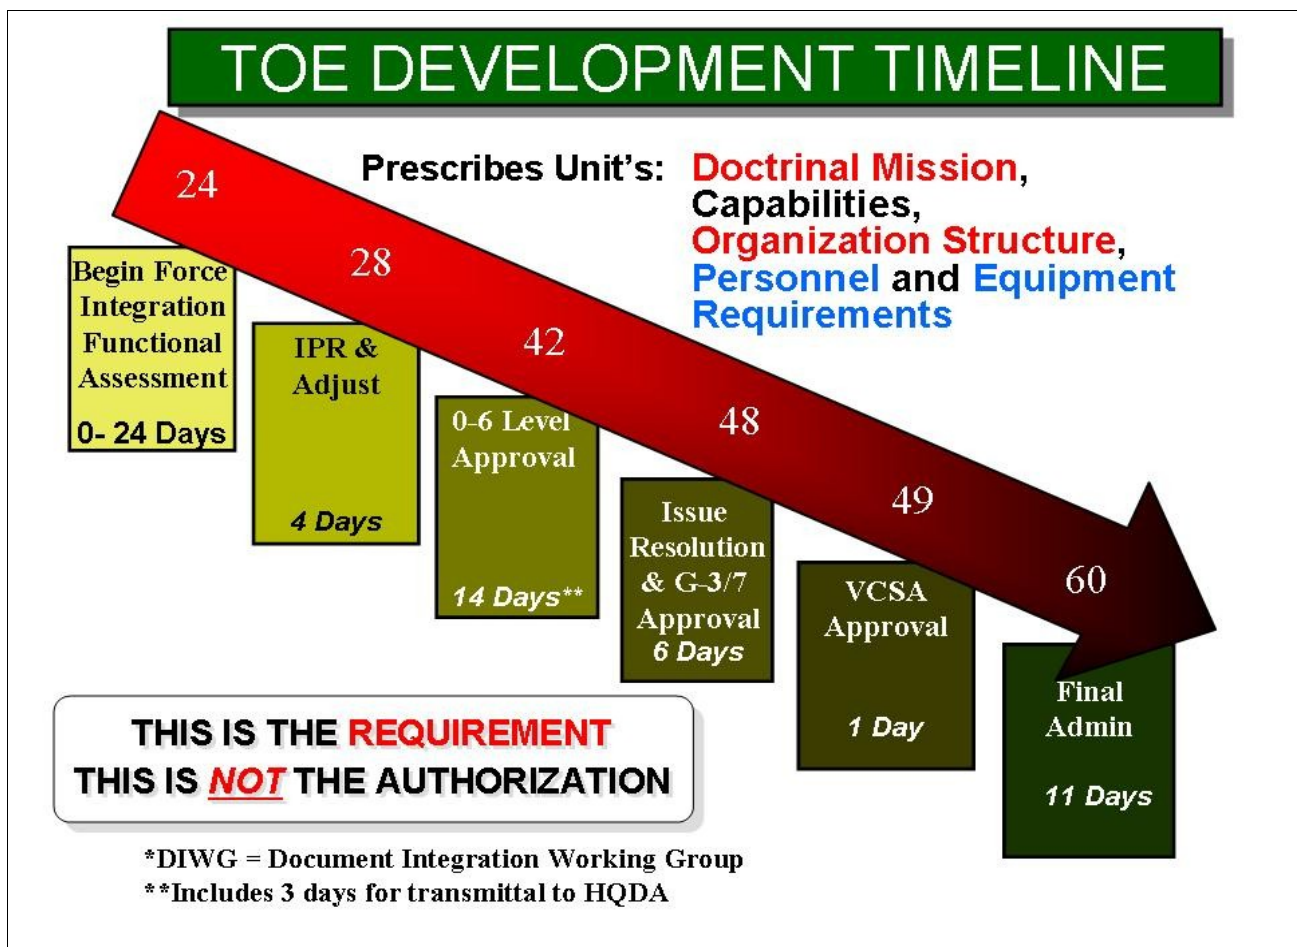 TOE DEVELOPMENT TIMELINE
Prescribes Unit's: Doctrinal Mission,
Capabilities,
Organization Structure,
Personnel and Equipment
Requirements
24
28
42
48
49
60
Begin Force
Integration
Functional
Assessment
0- 24 Days
IPR &
Adjust
4 Days
0-6 Level
Approval
14 Days**
Issue
Resolution
& G-3/7
Approval
6 Days
VCSA
Approval
1 Day
Final
Admin
11 Days
THIS IS THE REQUIREMENT
THIS IS NOT THE AUTHORIZATION
*DIWG = Document Integration Working Group
**Includes 3 days for transmittal to HQDA